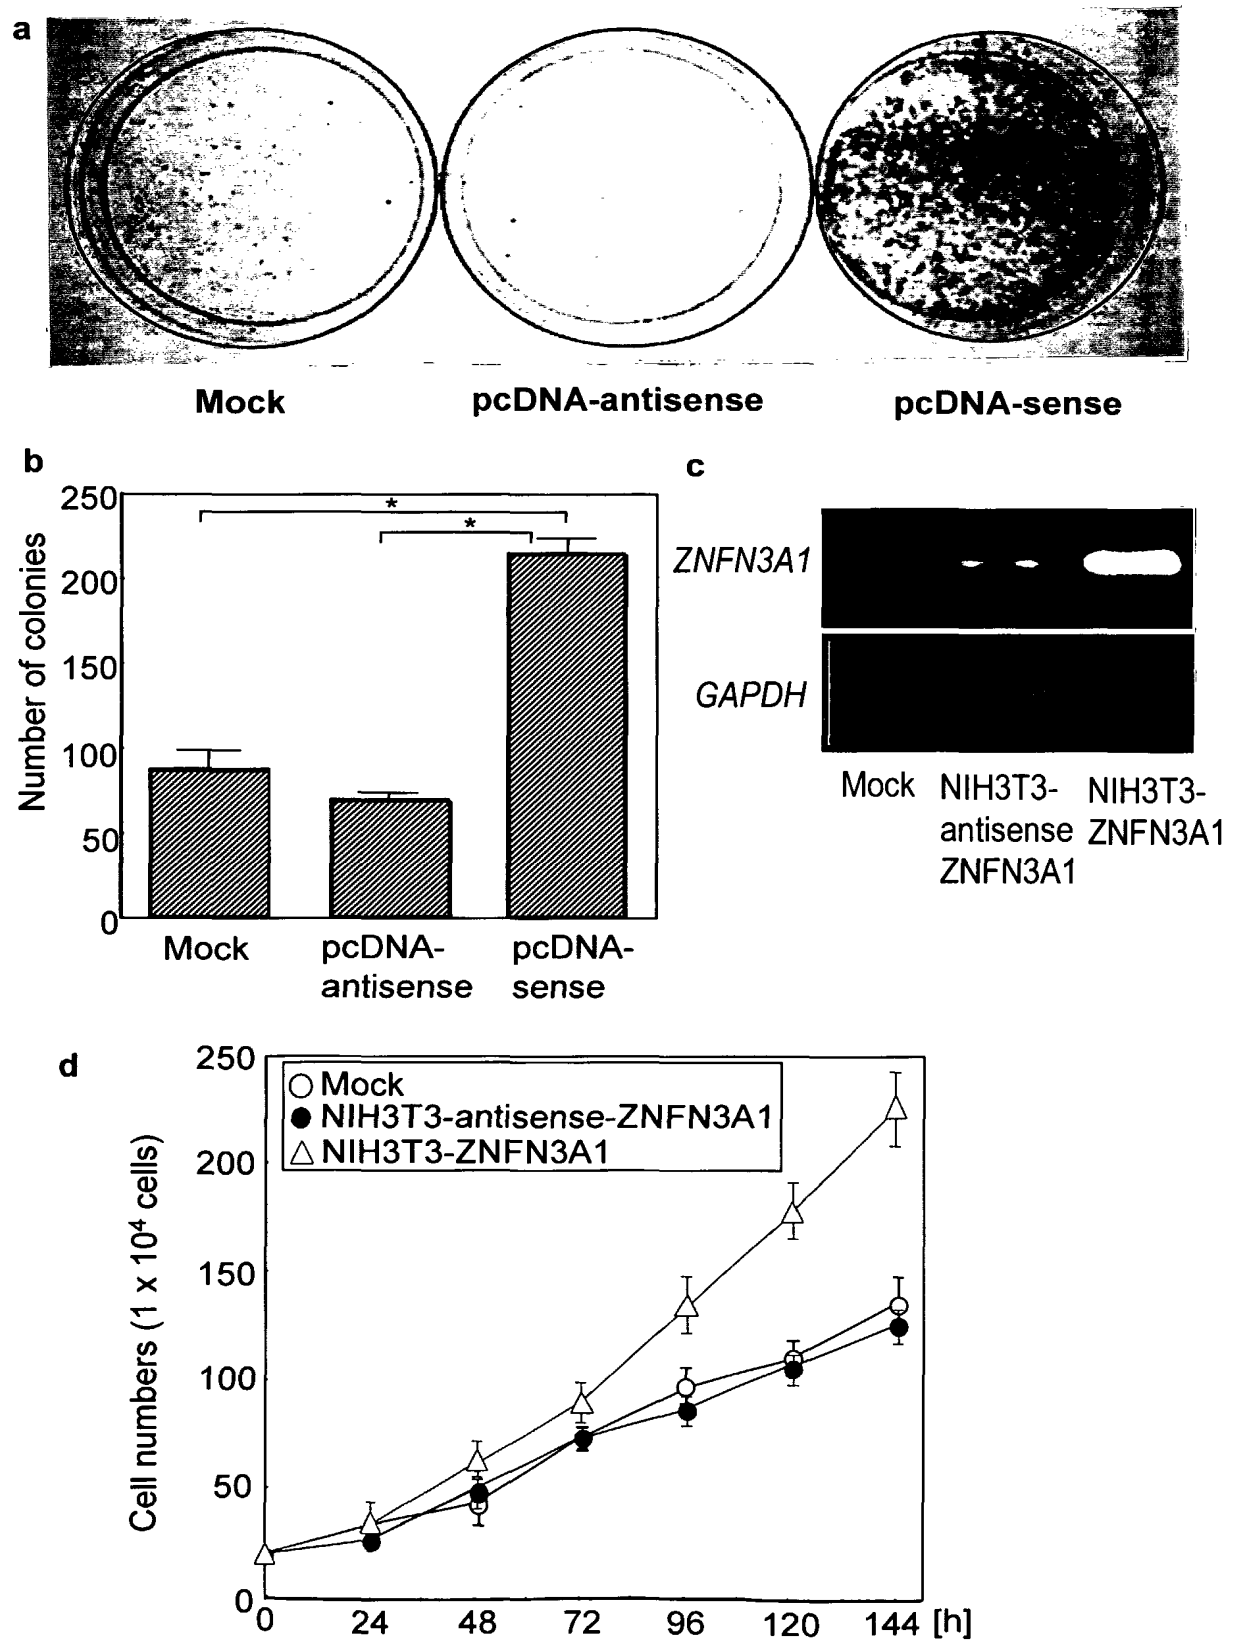 a
Mock pcDNA-antisense pcDNA-sense
b
250
200
150
100
50
0
Number of colonies
*
*
Mock
pcDNA-
antisense
pcDNA-
sense
c
ZNFN3A1
GAPDH
Mock
NIH3T3-
antisense
ZNFN3A1
NIH3T3-
ZNFN3A1
d
250
200
150
100
50
0
Cell numbers (1 x 10⁴ cells)
Mock
NIH3T3-antisense-ZNFN3A1
NIH3T3-ZNFN3A1
0 24 48 72 96 120 144 [h]